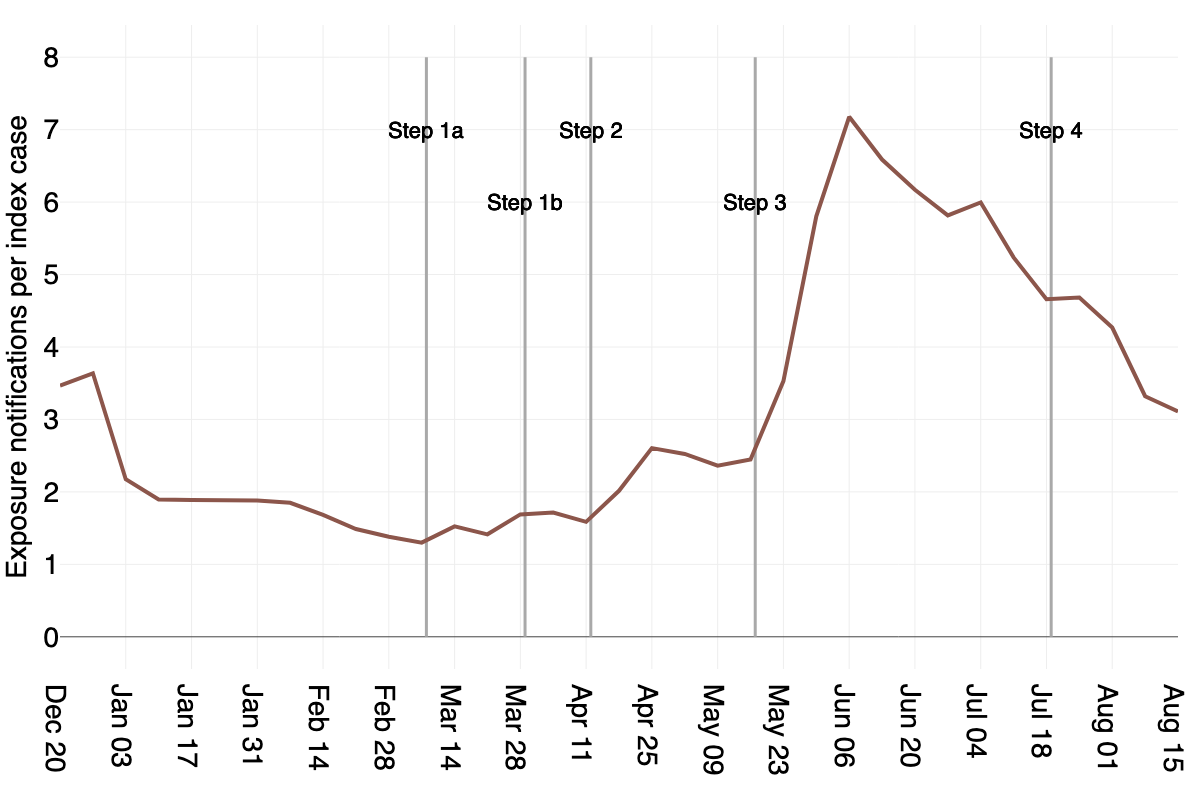 Exposure notifications per index case
8
7
6
5
4
3
2
1
0
Step 1a
Step 1b
Step 2
Step 3
Step 4
Dec 20
Jan 03
Jan 17
Jan 31
Feb 14
Feb 28
Mar 14
Mar 28
Apr 11
Apr 25
May 09
May 23
Jun 06
Jun 20
Jul 04
Jul 18
Aug 01
Aug 15